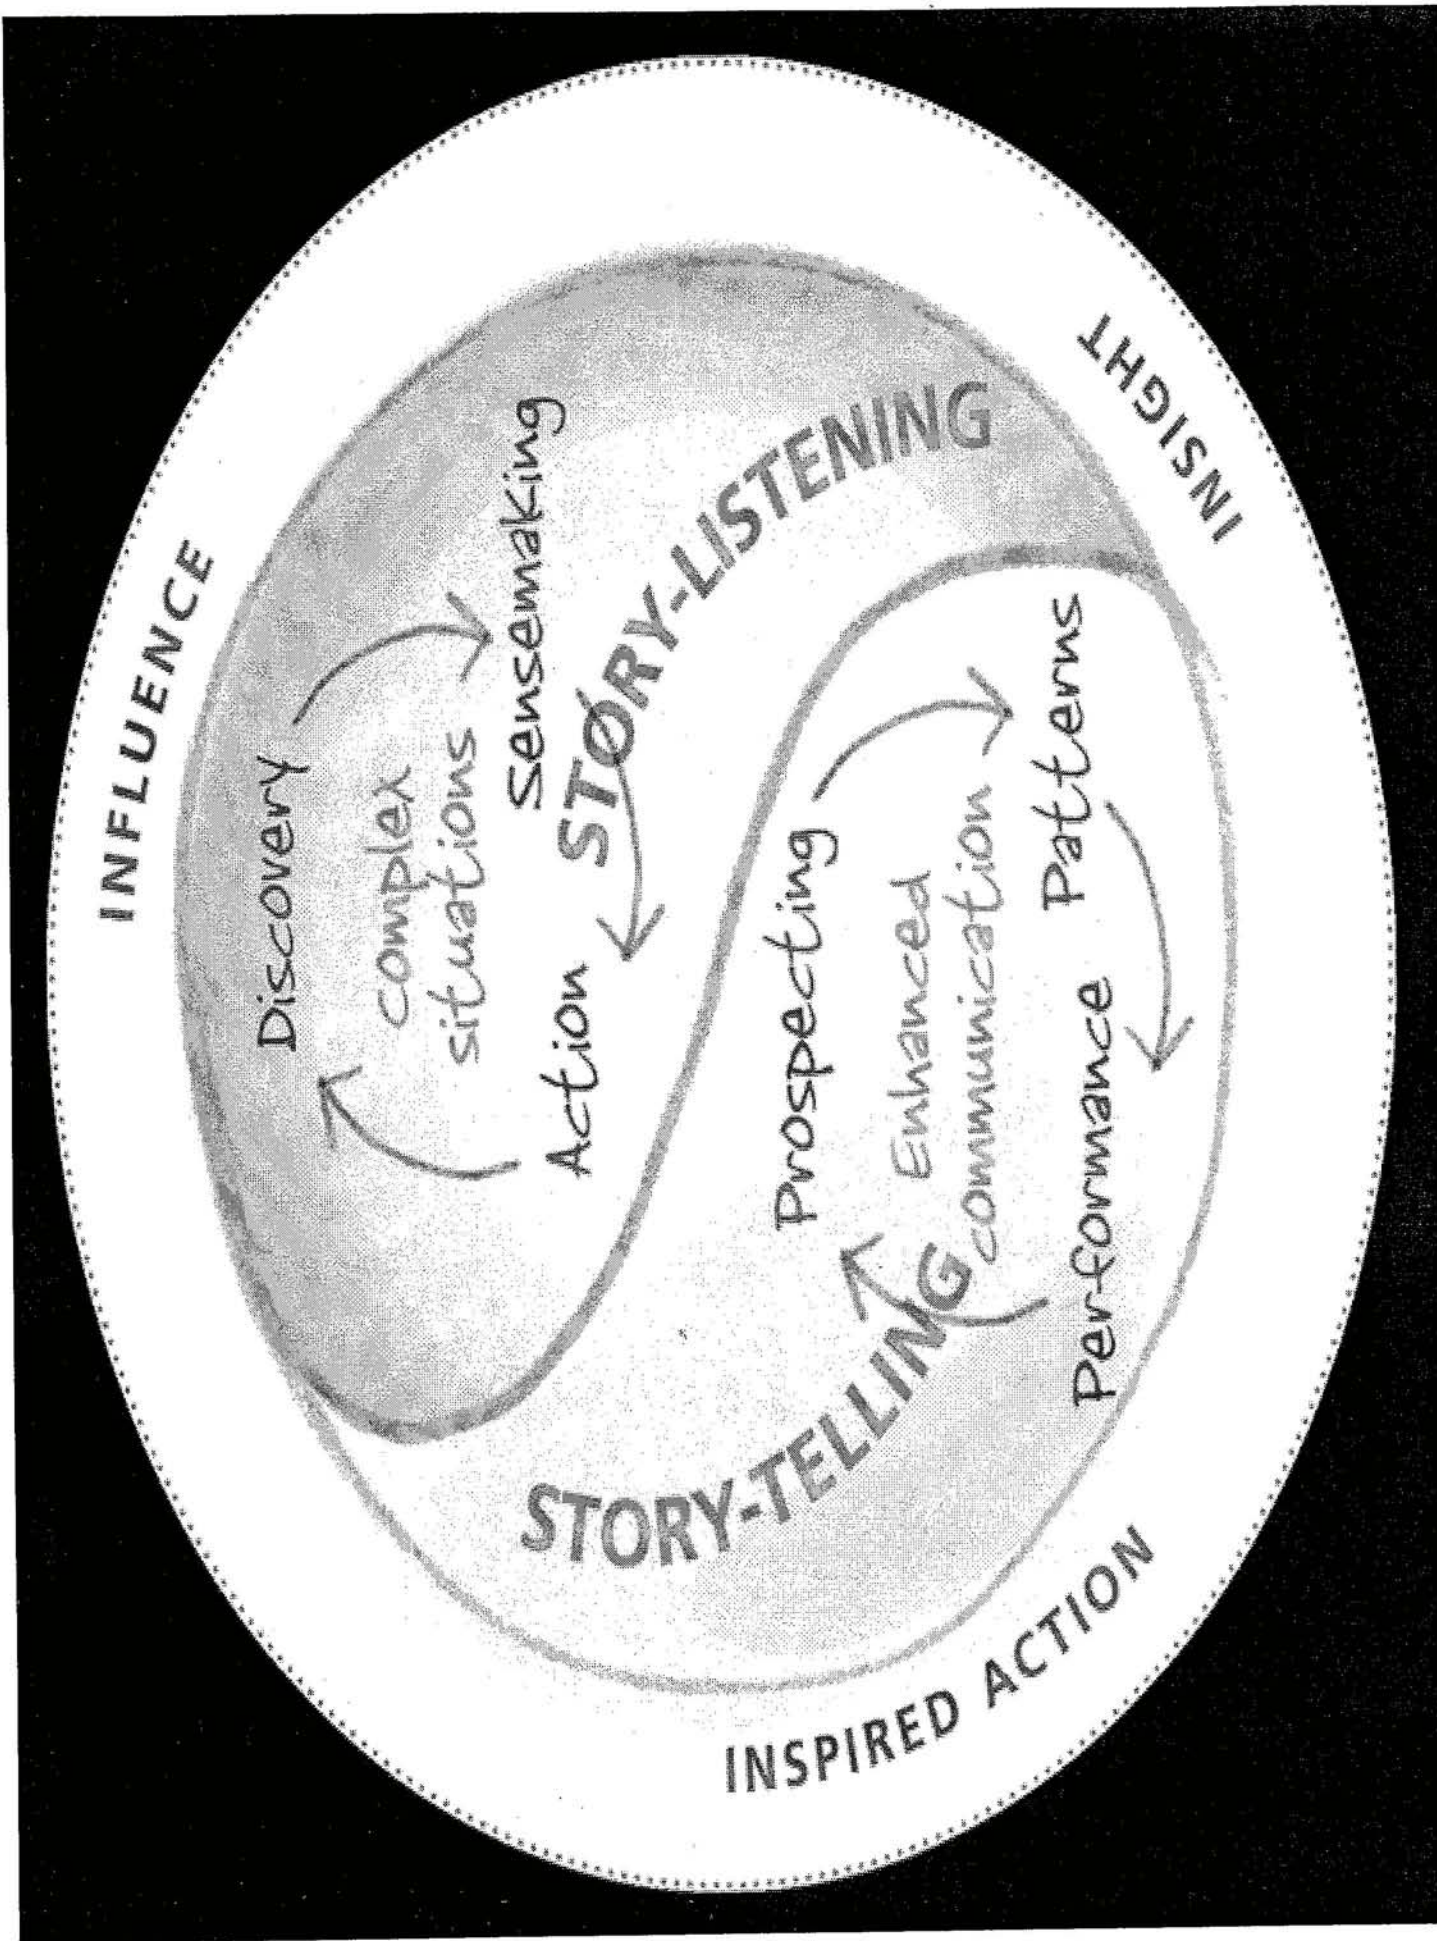 INFLUENCE
Discovery
complex
situations
Sensemaking
Action
STORY-LISTENING
INSIGHT
Prospecting
Enhanced
communication
Patterns
Performance
STORY-TELLING
INSPIRED ACTION